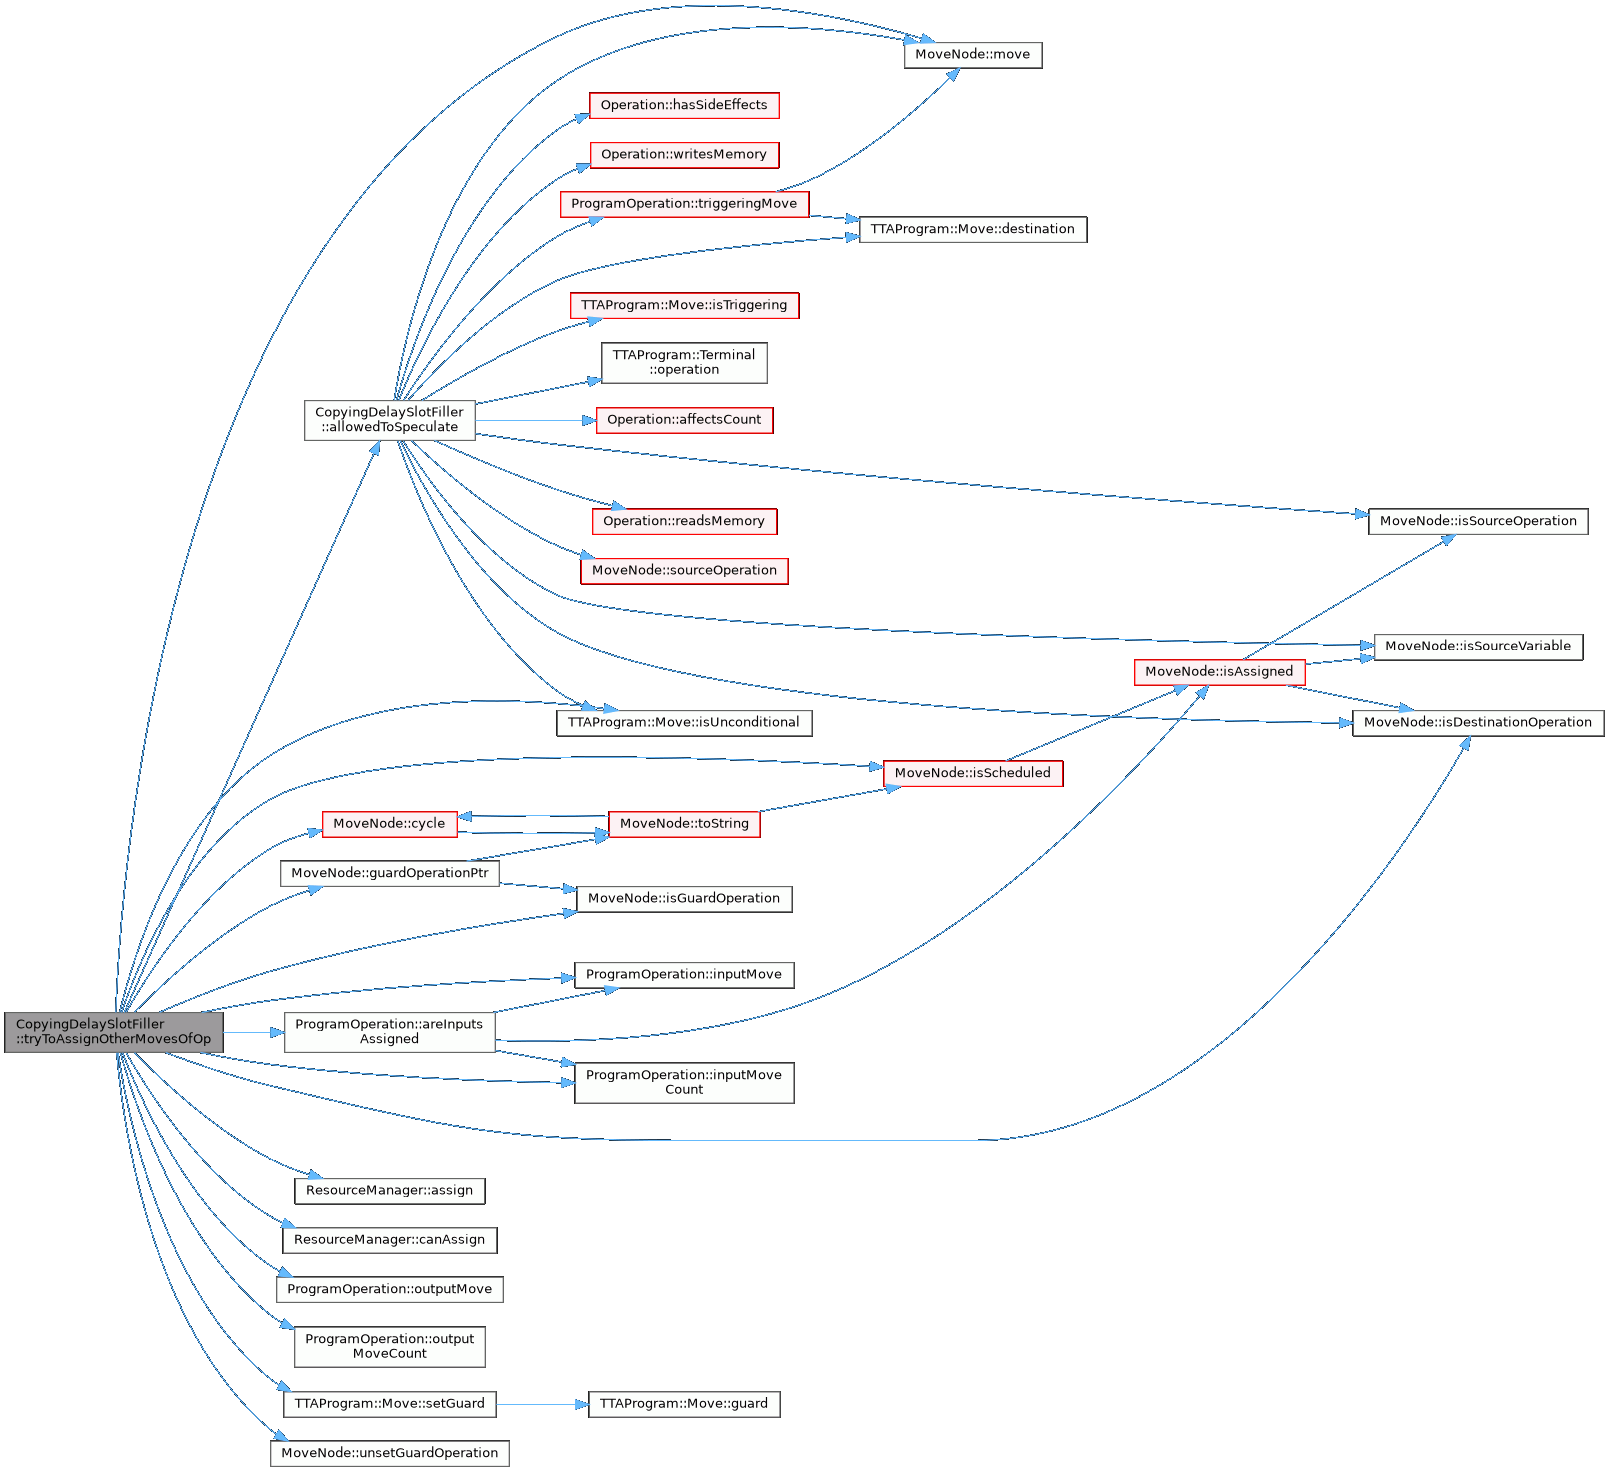 MoveNode::move
Operation::hasSideEffects
Operation::writesMemory
ProgramOperation::triggeringMove
TTAProgram::Move::destination
TTAProgram::Move::isTriggering
TTAProgram::Terminal
::operation
CopyingDelaySlotFiller
::allowedToSpeculate
Operation::affectsCount
Operation::readsMemory
MoveNode::isSourceOperation
MoveNode::sourceOperation
MoveNode::isSourceVariable
MoveNode::isAssigned
TTAProgram::Move::isUnconditional
MoveNode::isDestinationOperation
MoveNode::isScheduled
MoveNode::cycle
MoveNode::toString
MoveNode::guardOperationPtr
MoveNode::isGuardOperation
ProgramOperation::inputMove
CopyingDelaySlotFiller
::tryToAssignOtherMovesOfOp
ProgramOperation::areInputs
Assigned
ProgramOperation::inputMove
Count
ResourceManager::assign
ResourceManager::canAssign
ProgramOperation::outputMove
ProgramOperation::output
MoveCount
TTAProgram::Move::setGuard
TTAProgram::Move::guard
MoveNode::unsetGuardOperation